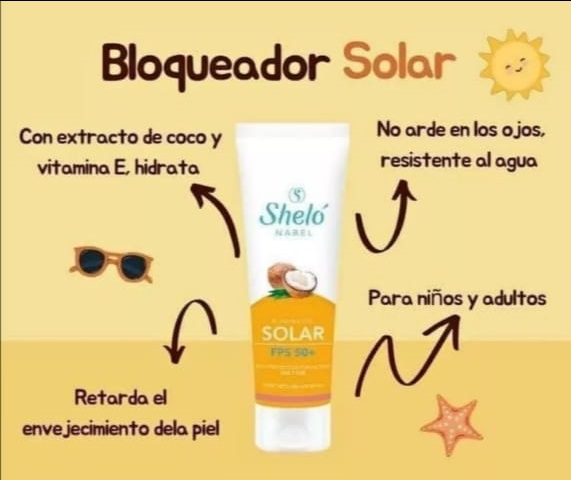 Bloqueador Solar
Con extracto de coco y
vitamina E, hidrata
No arde en los ojos,
resistente al agua
Sheló
NABEL
Para niños y adultos
SOLAR
FPS 50+
Retarda el
envejecimiento dela piel